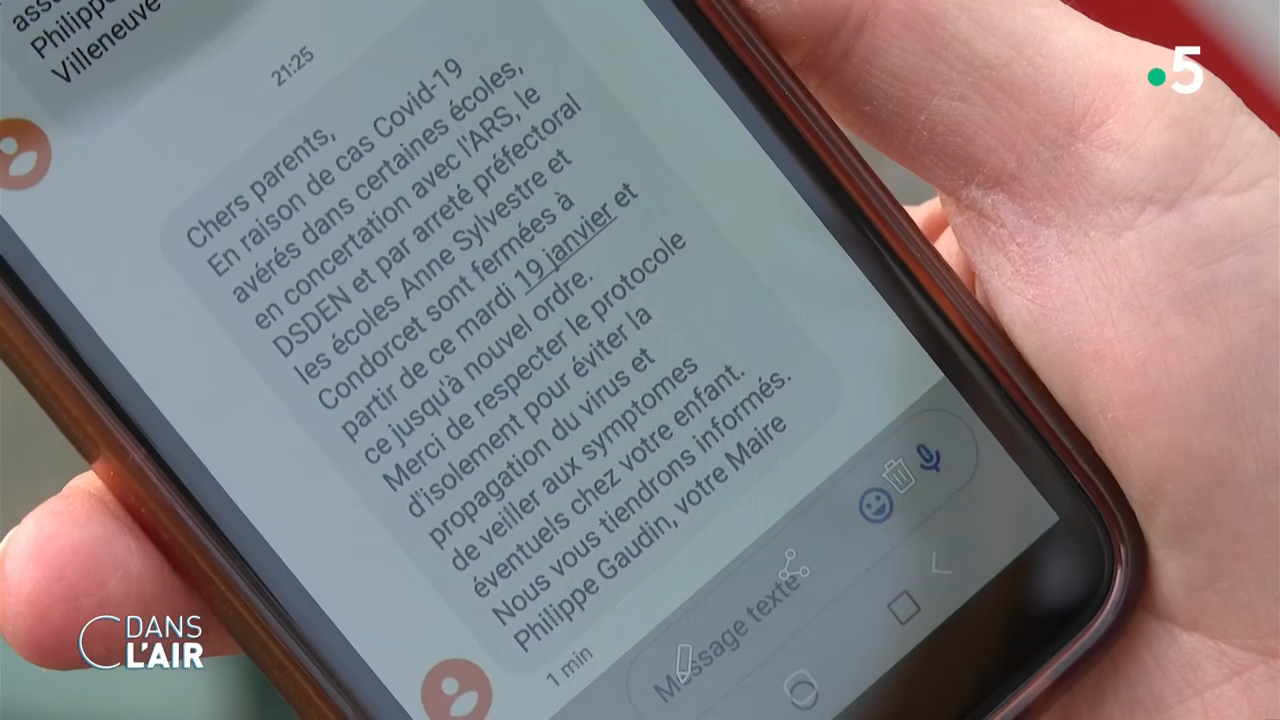 Philippe
Villeneuve
21:25
Chers parents,
En raison de cas Covid-19
avérés dans certaines écoles,
en concertation avec l'ARS, le
DSDEN et par arreté préfectoral
les écoles Anne Sylvestre et
Condorcet sont fermées à
partir de ce mardi 19 janvier et
ce jusqu'à nouvel ordre.
Merci de respecter le protocole
d'isolement pour éviter la
propagation du virus et
de veiller aux symptomes
éventuels chez votre enfant.
Nous vous tiendrons informés.
Philippe Gaudin, votre Maire
1 min
Message texte
5
C DANS
L'AIR